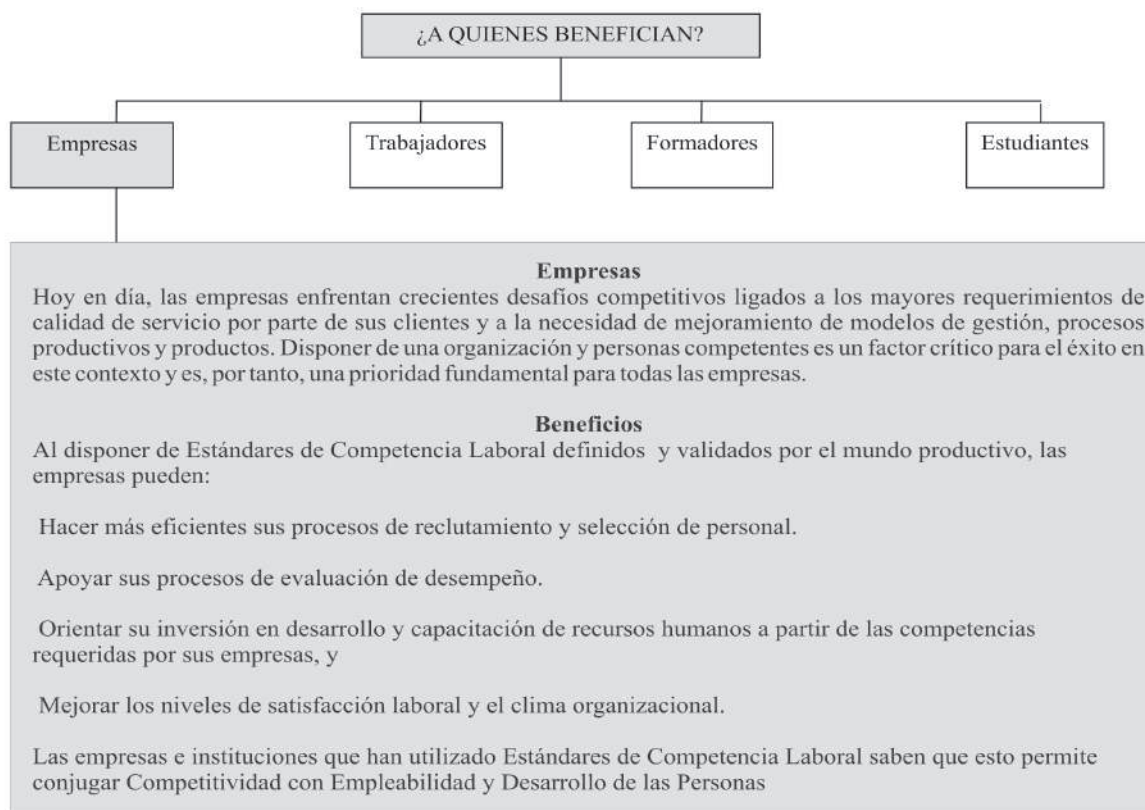 ¿A QUIENES BENEFICIAN?
Empresas
Trabajadores
Formadores
Estudiantes
Empresas
Hoy en día, las empresas enfrentan crecientes desafíos competitivos ligados a los mayores requerimientos de
calidad de servicio por parte de sus clientes y a la necesidad de mejoramiento de modelos de gestión, procesos
productivos y productos. Disponer de una organización y personas competentes es un factor crítico para el éxito en
este contexto y es, por tanto, una prioridad fundamental para todas las empresas.
Beneficios
Al disponer de Estándares de Competencia Laboral definidos y validados por el mundo productivo, las
empresas pueden:
Hacer más eficientes sus procesos de reclutamiento y selección de personal.
Apoyar sus procesos de evaluación de desempeño.
Orientar su inversión en desarrollo y capacitación de recursos humanos a partir de las competencias
requeridas por sus empresas, y
Mejorar los niveles de satisfacción laboral y el clima organizacional.
Las empresas e instituciones que han utilizado Estándares de Competencia Laboral saben que esto permite
conjugar Competitividad con Empleabilidad y Desarrollo de las Personas